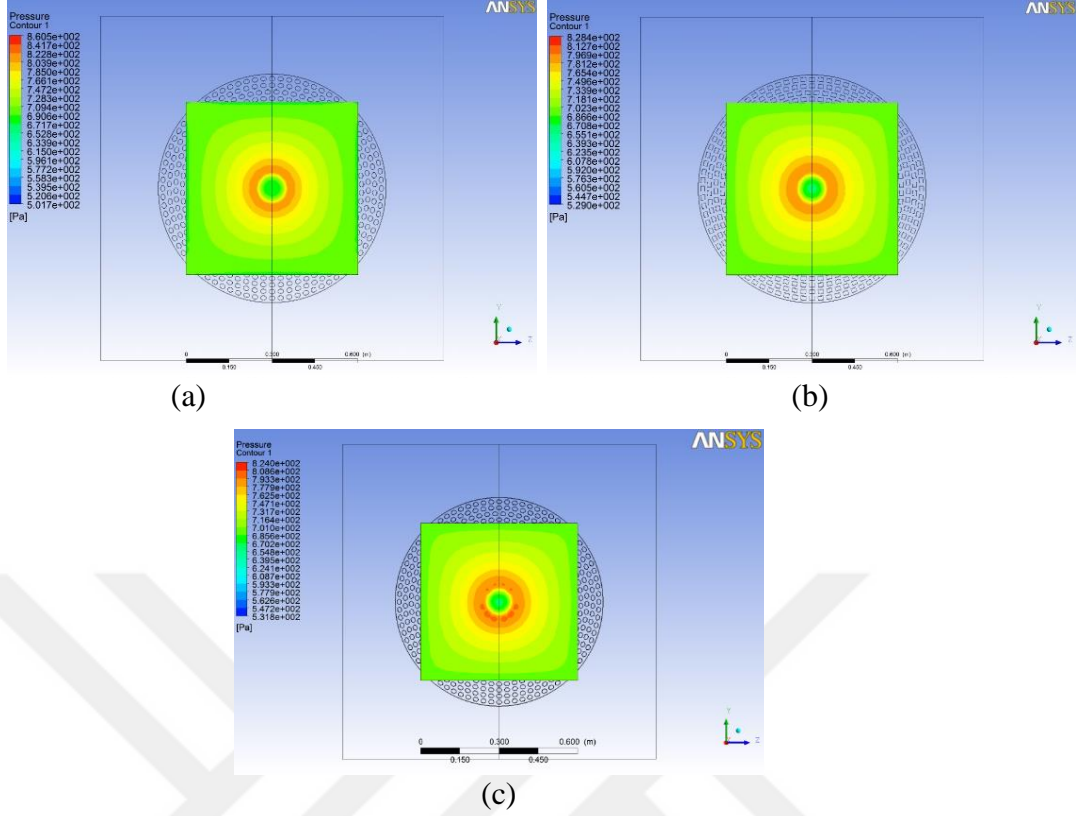 ANSYS
Pressure
Contour 1
8.605e+002
8.417e+002
8.228e+002
8.039e+002
7.850e+002
7.661e+002
7.472e+002
7.283e+002
7.094e+002
6.906e+002
6.717e+002
6.528e+002
6.339e+002
6.150e+002
5.961e+002
5.772e+002
5.583e+002
5.395e+002
5.206e+002
5.017e+002
[Pa]
Y
Z
0 0.300 0.600 (m)
0.150 0.450
(a)
ANSYS
Pressure
Contour 1
8.284e+002
8.127e+002
7.969e+002
7.812e+002
7.654e+002
7.496e+002
7.339e+002
7.181e+002
7.023e+002
6.866e+002
6.708e+002
6.551e+002
6.393e+002
6.235e+002
6.078e+002
5.920e+002
5.763e+002
5.605e+002
5.447e+002
5.290e+002
[Pa]
Y
Z
0 0.300 0.600 (m)
0.150 0.450
(b)
ANSYS
Pressure
Contour 1
8.240e+002
8.086e+002
7.933e+002
7.779e+002
7.625e+002
7.471e+002
7.317e+002
7.164e+002
7.010e+002
6.856e+002
6.702e+002
6.548e+002
6.395e+002
6.241e+002
6.087e+002
5.933e+002
5.779e+002
5.626e+002
5.472e+002
5.318e+002
[Pa]
Y
Z
0 0.300 0.600 (m)
0.150 0.450
(c)